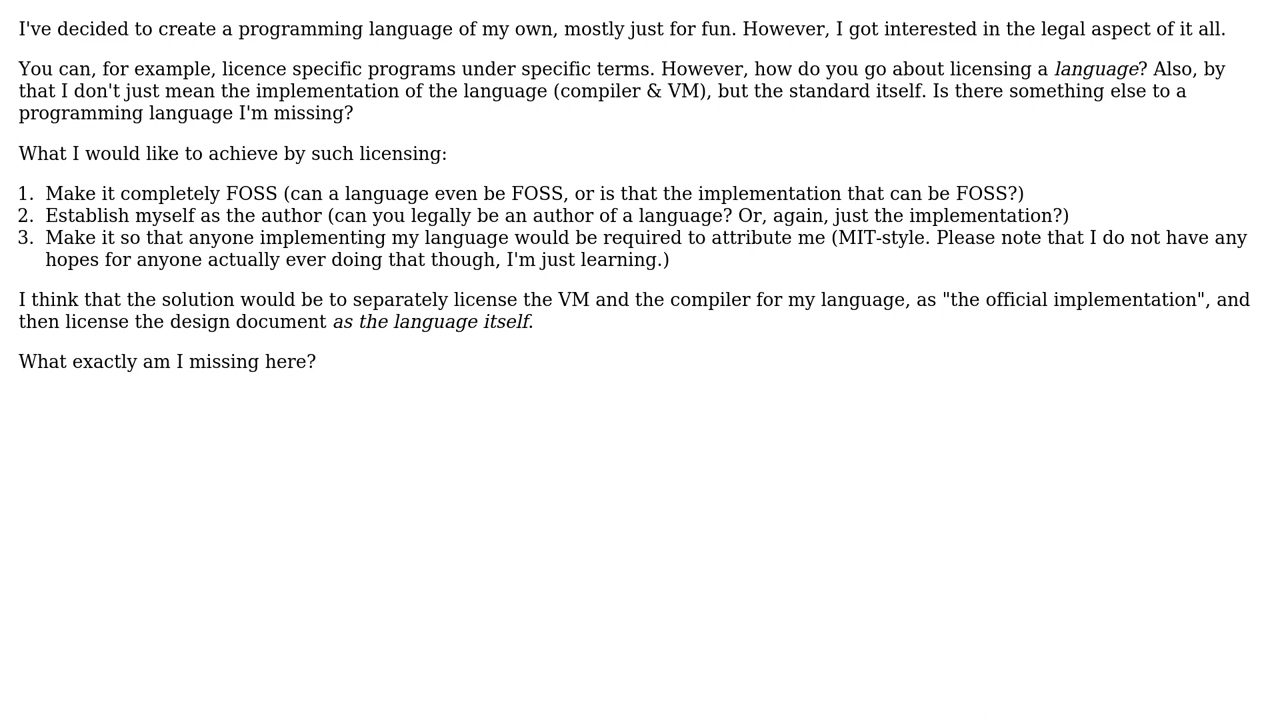 I've decided to create a programming language of my own, mostly just for fun. However, I got interested in the legal aspect of it all.
You can, for example, licence specific programs under specific terms. However, how do you go about licensing a language? Also, by
that I don't just mean the implementation of the language (compiler & VM), but the standard itself. Is there something else to a
programming language I'm missing?
What I would like to achieve by such licensing:
1. Make it completely FOSS (can a language even be FOSS, or is that the implementation that can be FOSS?)
2. Establish myself as the author (can you legally be an author of a language? Or, again, just the implementation?)
3. Make it so that anyone implementing my language would be required to attribute me (MIT-style. Please note that I do not have any
hopes for anyone actually ever doing that though, I'm just learning.)
I think that the solution would be to separately license the VM and the compiler for my language, as "the official implementation", and
then license the design document as the language itself.
What exactly am I missing here?